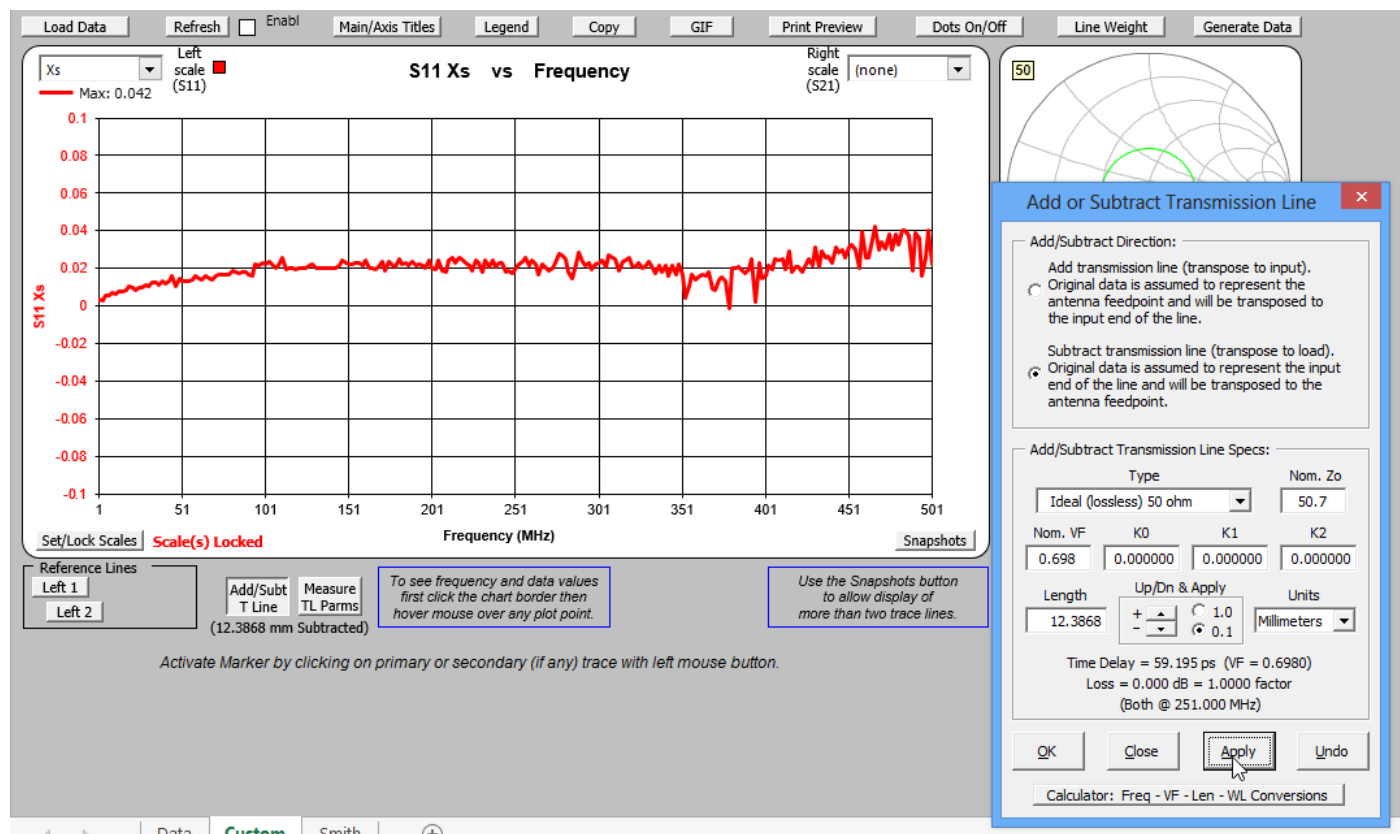 Load Data
Refresh
Enabl
Main/Axis Titles
Legend
Copy
GIF
Print Preview
Dots On/Off
Line Weight
Generate Data
Xs
Left
scale
(S11)
S11 Xs vs Frequency
Right
scale
(S21)
(none)
50
Max: 0.042
0.1
0.08
0.06
0.04
0.02
0
-0.02
-0.04
-0.06
-0.08
-0.1
S11 Xs
1
51
101
151
201
251
301
351
401
451
501
Set/Lock Scales
Scale(s) Locked
Frequency (MHz)
Snapshots
Reference Lines
Left 1
Left 2
Add/Subt
T Line
Measure
TL Parms
(12.3868 mm Subtracted)
To see frequency and data values
first click the chart border then
hover mouse over any plot point.
Use the Snapshots button
to allow display of
more than two trace lines.
Activate Marker by clicking on primary or secondary (if any) trace with left mouse button.
Add or Subtract Transmission Line
×
Add/Subtract Direction:
Add transmission line (transpose to input).
Original data is assumed to represent the
antenna feedpoint and will be transposed to
the input end of the line.
Subtract transmission line (transpose to load).
Original data is assumed to represent the input
end of the line and will be transposed to the
antenna feedpoint.
Add/Subtract Transmission Line Specs:
Type
Nom. Zo
Ideal (lossless) 50 ohm
50.7
Nom. VF
K0
K1
K2
0.698
0.000000
0.000000
0.000000
Length
Up/Dn & Apply
Units
12.3868
+
-
1.0
0.1
Millimeters
Time Delay = 59.195 ps (VF = 0.6980)
Loss = 0.000 dB = 1.0000 factor
(Both @ 251.000 MHz)
OK
Close
Apply
Undo
Calculator: Freq - VF - Len - WL Conversions
Data
Custom
Smith